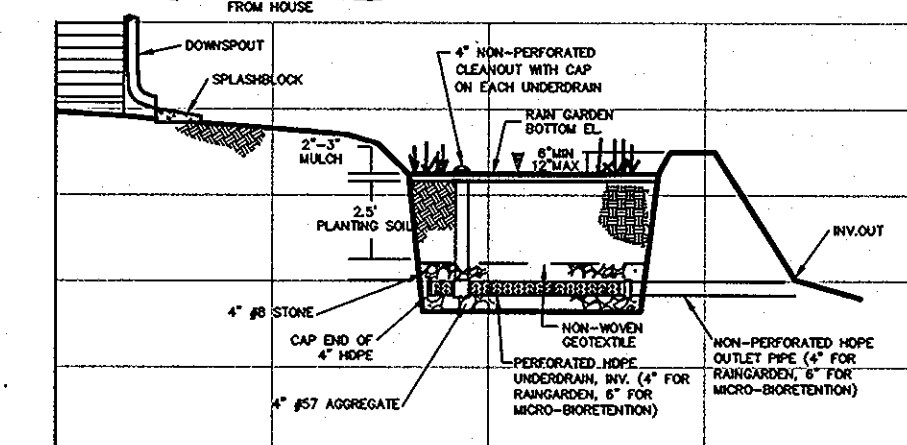 FROM HOUSE
DOWNSPOUT
SPLASHBLOCK
4" NON-PERFORATED
CLEANOUT WITH CAP
ON EACH UNDERDRAIN
RAIN GARDEN
BOTTOM EL.
2"-3"
MULCH
6"MIN
12"MAX
2.5'
PLANTING SOIL
INV.OUT
4" #8 STONE
CAP END OF
4" HDPE
NON-WOVEN
GEOTEXTILE
PERFORATED HDPE
UNDERDRAIN, INV. (4" FOR
RAINGARDEN, 6" FOR
MICRO-BIORETENTION)
NON-PERFORATED HDPE
OUTLET PIPE (4" FOR
RAINGARDEN, 6" FOR
MICRO-BIORETENTION)
4" #57 AGGREGATE